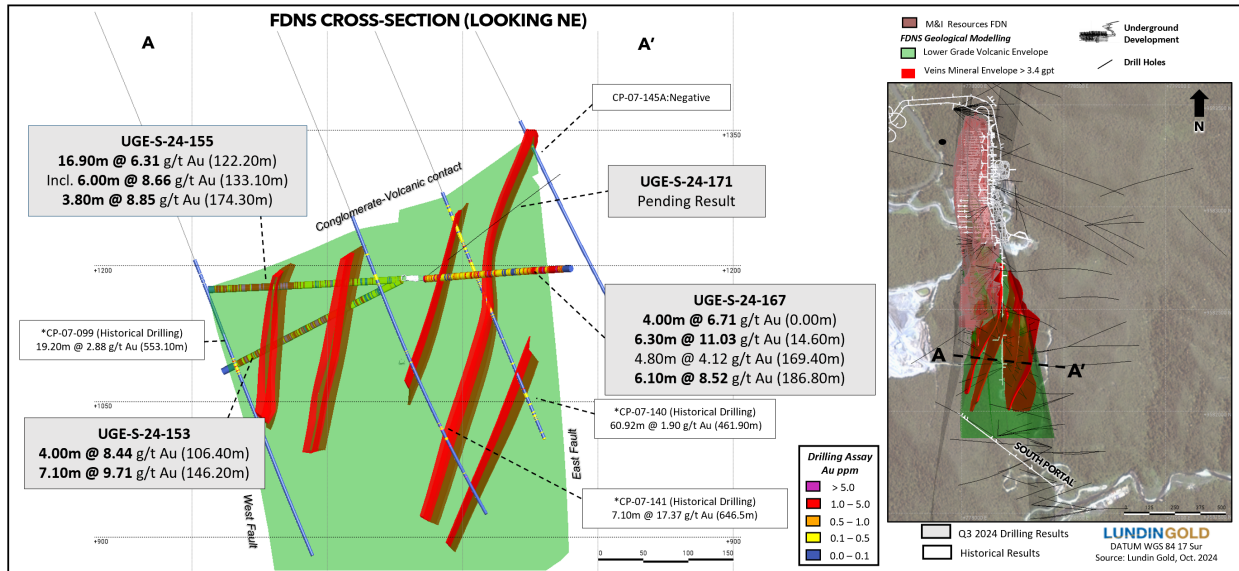 FDNS CROSS-SECTION (LOOKING NE)
A
A'
UGE-S-24-155
16.90m @ 6.31 g/t Au (122.20m)
Incl. 6.00m @ 8.66 g/t Au (133.10m)
3.80m @ 8.85 g/t Au (174.30m)
CP-07-145A:Negative
+1350
Conglomerate-Volcanic contact
UGE-S-24-171
Pending Result
+1200
+1200
*CP-07-099 (Historical Drilling)
19.20m @ 2.88 g/t Au (553.10m)
UGE-S-24-167
4.00m @ 6.71 g/t Au (0.00m)
6.30m @ 11.03 g/t Au (14.60m)
4.80m @ 4.12 g/t Au (169.40m)
6.10m @ 8.52 g/t Au (186.80m)
+1050
UGE-S-24-153
4.00m @ 8.44 g/t Au (106.40m)
7.10m @ 9.71 g/t Au (146.20m)
*CP-07-140 (Historical Drilling)
60.92m @ 1.90 g/t Au (461.90m)
East Fault
West Fault
*CP-07-141 (Historical Drilling)
7.10m @ 17.37 g/t Au (646.5m)
+900
+900
0 50 100 150
Drilling Assay
Au ppm
> 5.0
1.0 – 5.0
0.5 – 1.0
0.1 – 0.5
0.0 – 0.1
M&I Resources FDN
FDNS Geological Modelling
Lower Grade Volcanic Envelope
Veins Mineral Envelope > 3.4 gpt
Underground
Development
Drill Holes
N
A
A'
SOUTH PORTAL
Q3 2024 Drilling Results
Historical Results
LUNDINGOLD
DATUM WGS 84 17 Sur
Source: Lundin Gold, Oct. 2024